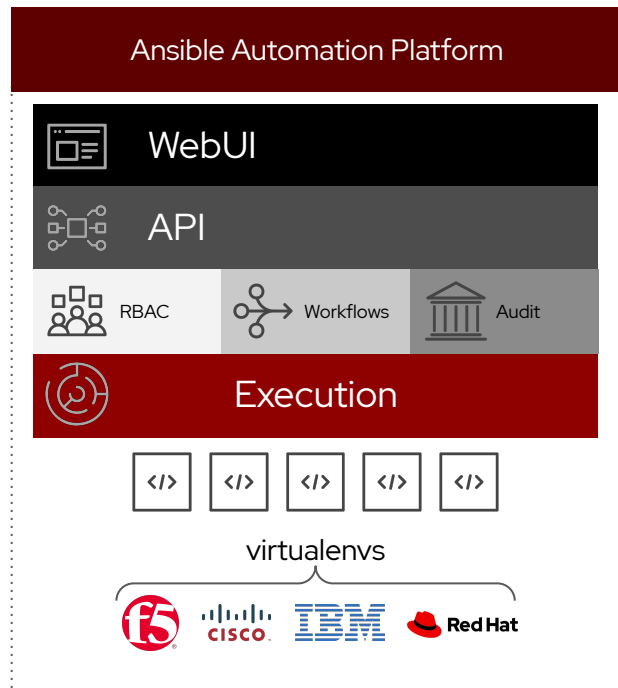 Ansible Automation Platform
WebUI
API
RBAC Workflows Audit
Execution
</> </> </> </> </>
virtualenvs
f5 CISCO IBM Red Hat